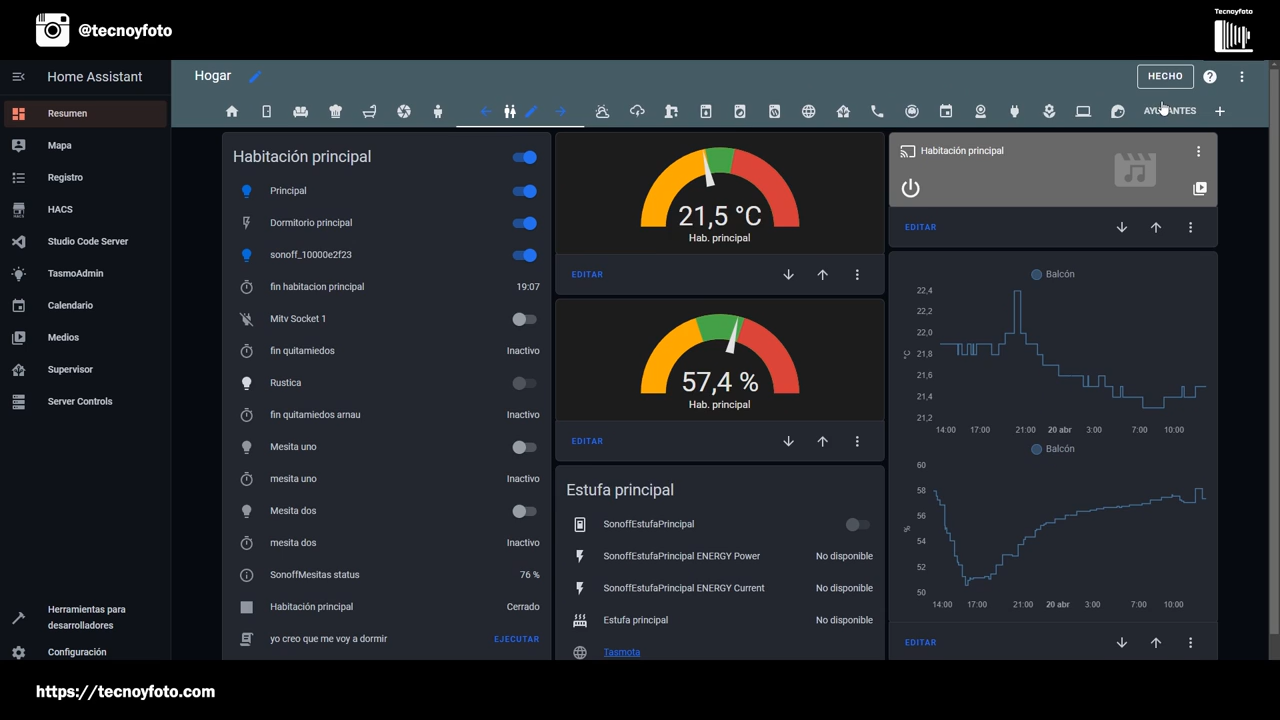 @tecnoyfoto
Tecnoyfoto
Home Assistant
Hogar
HECHO
AYUDANTES
Resumen
Mapa
Registro
HACS
HACS
Studio Code Server
TasmoAdmin
Calendario
Medios
Supervisor
Server Controls
Herramientas para
desarrolladores
Configuración
Habitación principal
Principal
Dormitorio principal
sonoff_10000e2f23
fin habitacion principal 19:07
Mitv Socket 1
fin quitamiedos Inactivo
Rustica
fin quitamiedos arnau Inactivo
Mesita uno
mesita uno Inactivo
Mesita dos
mesita dos Inactivo
SonoffMesitas status 76 %
Habitación principal Cerrado
yo creo que me voy a dormir EJECUTAR
21,5 °C
Hab. principal
EDITAR
57,4 %
Hab. principal
EDITAR
Estufa principal
SonoffEstufaPrincipal
SonoffEstufaPrincipal ENERGY Power No disponible
SonoffEstufaPrincipal ENERGY Current No disponible
Estufa principal No disponible
Tasmota
Habitación principal
EDITAR
Balcón
22,4
22,2
22,0
°C
21,8
21,6
21,4
21,2
14:00 17:00 21:00 20 abr 3:00 7:00 10:00
Balcón
60
58
56
%
54
52
50
14:00 17:00 21:00 20 abr 3:00 7:00 10:00
EDITAR
https://tecnoyfoto.com